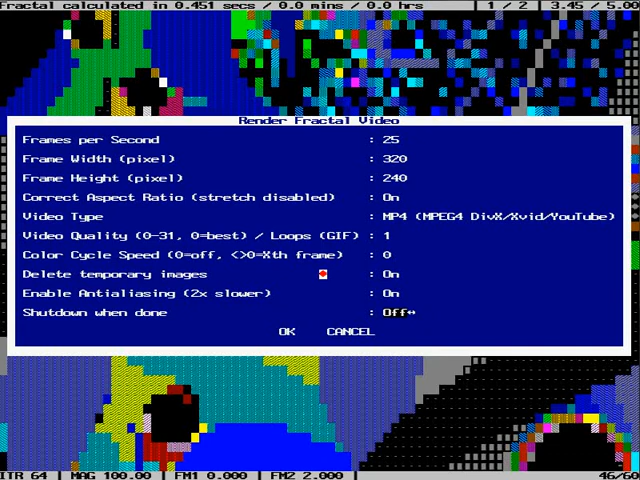 Fractal calculated in 0.451 secs / 0.0 mins / 0.0 hrs | 1 / 2 | 3.45 / 5.00
Render Fractal Video
Frames per Second : 25
Frame Width (pixel) : 320
Frame Height (pixel) : 240
Correct Aspect Ratio (stretch disabled) : On
Video Type : MP4 (MPEG4 DivX/Xvid/YouTube)
Video Quality (0-31, 0=best) / Loops (GIF) : 1
Color Cycle Speed (0=off, <>0=Xth frame) : 0
Delete temporary images : On
Enable Antialiasing (2x slower) : On
Shutdown when done : Off↔
OK CANCEL
ITR 64 | MAG 100.00 | FM1 0.000 | FM2 2.000 | 46/60